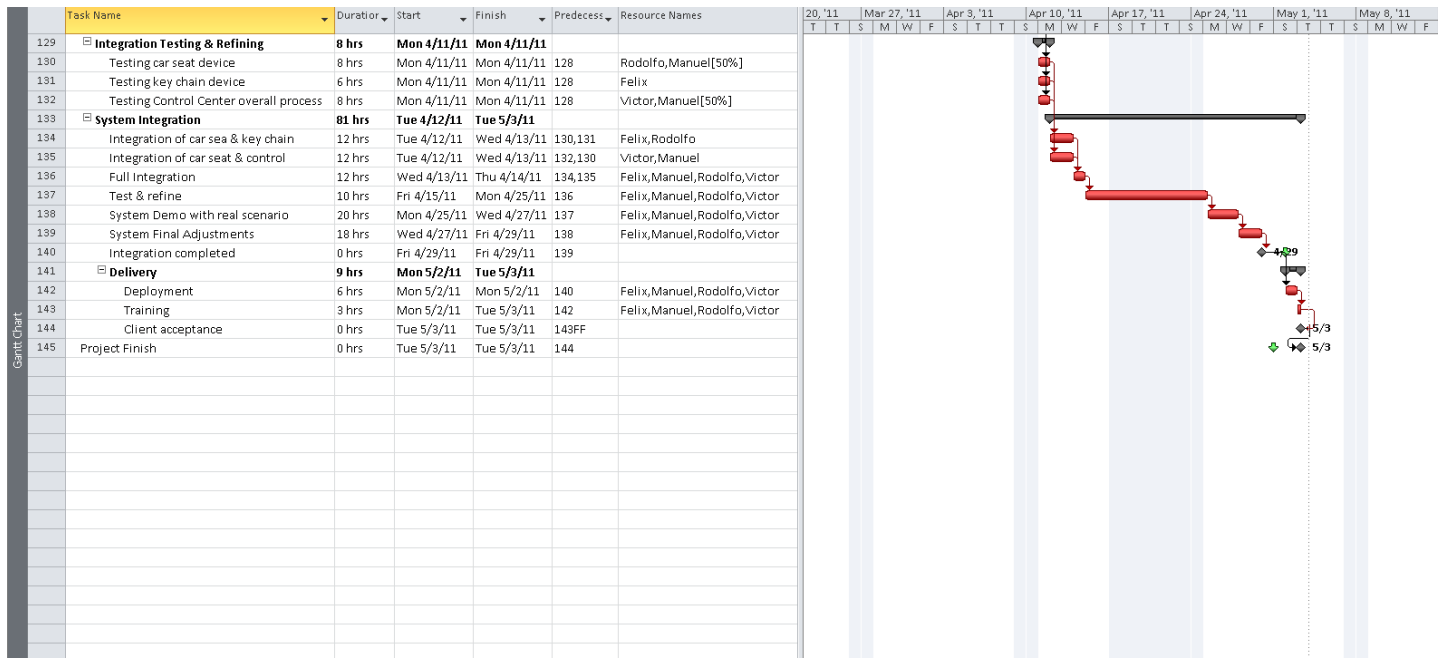 Task Name Duratior Start Finish Predecess Resource Names
20, '11 Mar 27, '11 Apr 3, '11 Apr 10, '11 Apr 17, '11 Apr 24, '11 May 1, '11 May 8, '11
T T S M W F S T T S M W F S T T S M W F S T T S M W F
129 Integration Testing & Refining 8 hrs Mon 4/11/11 Mon 4/11/11
130 Testing car seat device 8 hrs Mon 4/11/11 Mon 4/11/11 128 Rodolfo,Manuel[50%]
131 Testing key chain device 6 hrs Mon 4/11/11 Mon 4/11/11 128 Felix
132 Testing Control Center overall process 8 hrs Mon 4/11/11 Mon 4/11/11 128 Victor,Manuel[50%]
133 System Integration 81 hrs Tue 4/12/11 Tue 5/3/11
134 Integration of car sea & key chain 12 hrs Tue 4/12/11 Wed 4/13/11 130,131 Felix,Rodolfo
135 Integration of car seat & control 12 hrs Tue 4/12/11 Wed 4/13/11 132,130 Victor,Manuel
136 Full Integration 12 hrs Wed 4/13/11 Thu 4/14/11 134,135 Felix,Manuel,Rodolfo,Victor
137 Test & refine 10 hrs Fri 4/15/11 Mon 4/25/11 136 Felix,Manuel,Rodolfo,Victor
138 System Demo with real scenario 20 hrs Mon 4/25/11 Wed 4/27/11 137 Felix,Manuel,Rodolfo,Victor
139 System Final Adjustments 18 hrs Wed 4/27/11 Fri 4/29/11 138 Felix,Manuel,Rodolfo,Victor
140 Integration completed 0 hrs Fri 4/29/11 Fri 4/29/11 139 4/29
141 Delivery 9 hrs Mon 5/2/11 Tue 5/3/11
142 Deployment 6 hrs Mon 5/2/11 Mon 5/2/11 140 Felix,Manuel,Rodolfo,Victor
143 Training 3 hrs Mon 5/2/11 Tue 5/3/11 142 Felix,Manuel,Rodolfo,Victor
144 Client acceptance 0 hrs Tue 5/3/11 Tue 5/3/11 143FF 5/3
145 Project Finish 0 hrs Tue 5/3/11 Tue 5/3/11 144 5/3
Gantt Chart